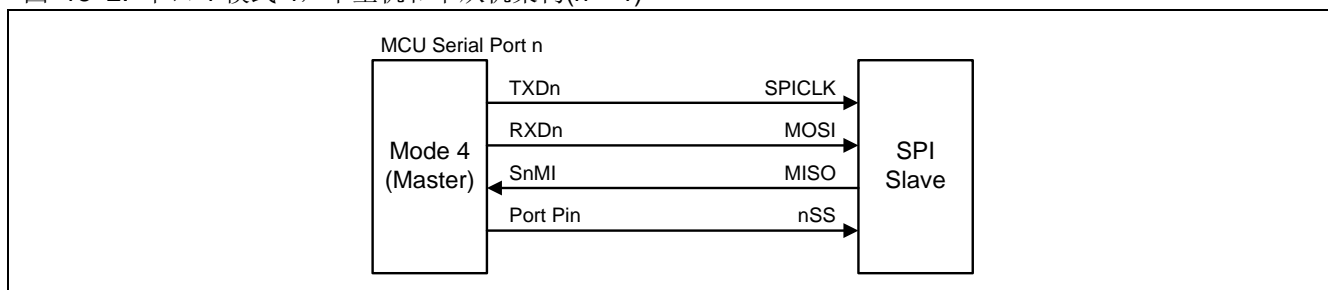 MCU Serial Port n
TXDn SPICLK
RXDn MOSI
Mode 4
(Master)
SPI
Slave
SnMI MISO
Port Pin nSS